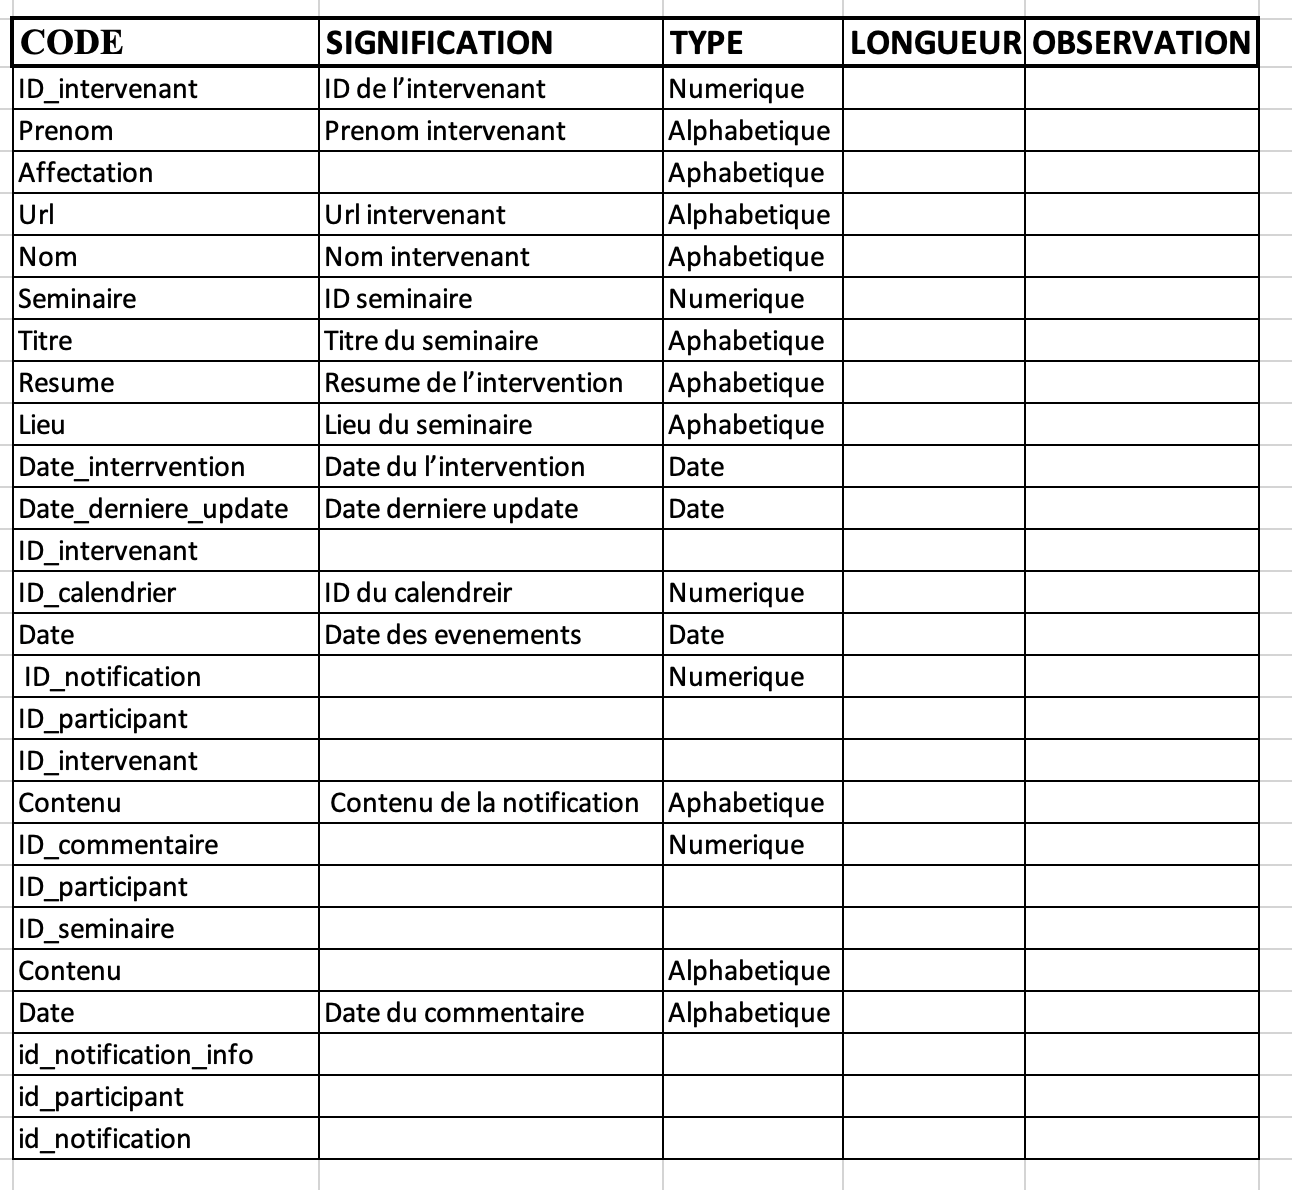 CODE SIGNIFICATION TYPE LONGUEUR OBSERVATION
ID_intervenant ID de l’intervenant Numerique
Prenom Prenom intervenant Alphabetique
Affectation Aphabetique
Url Url intervenant Alphabetique
Nom Nom intervenant Aphabetique
Seminaire ID seminaire Numerique
Titre Titre du seminaire Aphabetique
Resume Resume de l’intervention Aphabetique
Lieu Lieu du seminaire Aphabetique
Date_interrvention Date du l’intervention Date
Date_derniere_update Date derniere update Date
ID_intervenant
ID_calendrier ID du calendreir Numerique
Date Date des evenements Date
ID_notification Numerique
ID_participant
ID_intervenant
Contenu Contenu de la notification Aphabetique
ID_commentaire Numerique
ID_participant
ID_seminaire
Contenu Alphabetique
Date Date du commentaire Alphabetique
id_notification_info
id_participant
id_notification